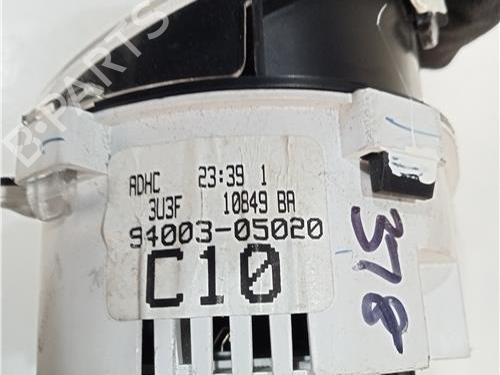 B-PARTS
ADHC 23:39 1
3U3F 10849 BA
94003-05020
C10
378